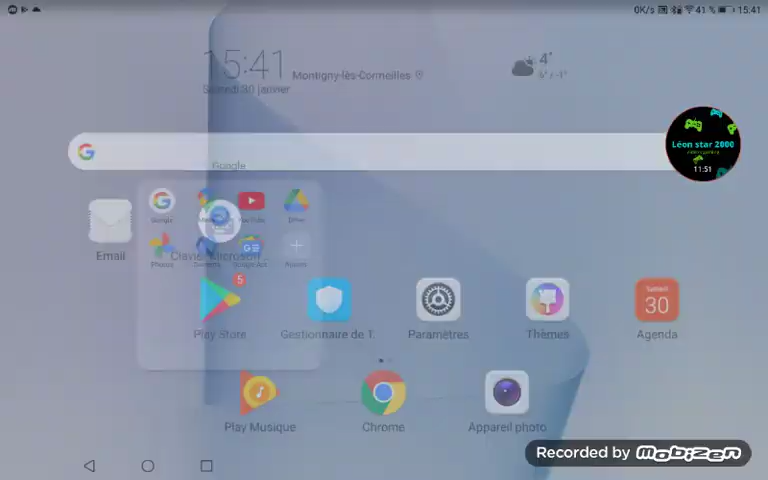 0K/s 41 % 15:41
15:41
Montigny-lès-Cormeilles
Samedi 30 janvier
4°
Google
Léon star 2000
11:51
Google
YouTube
Drive
Email
Photos
Clavier Microsoft
5
Samedi
30
Play Store
Gestionnaire de T.
Paramètres
Thèmes
Agenda
Play Musique
Chrome
Appareil photo
Recorded by MOBIZEN